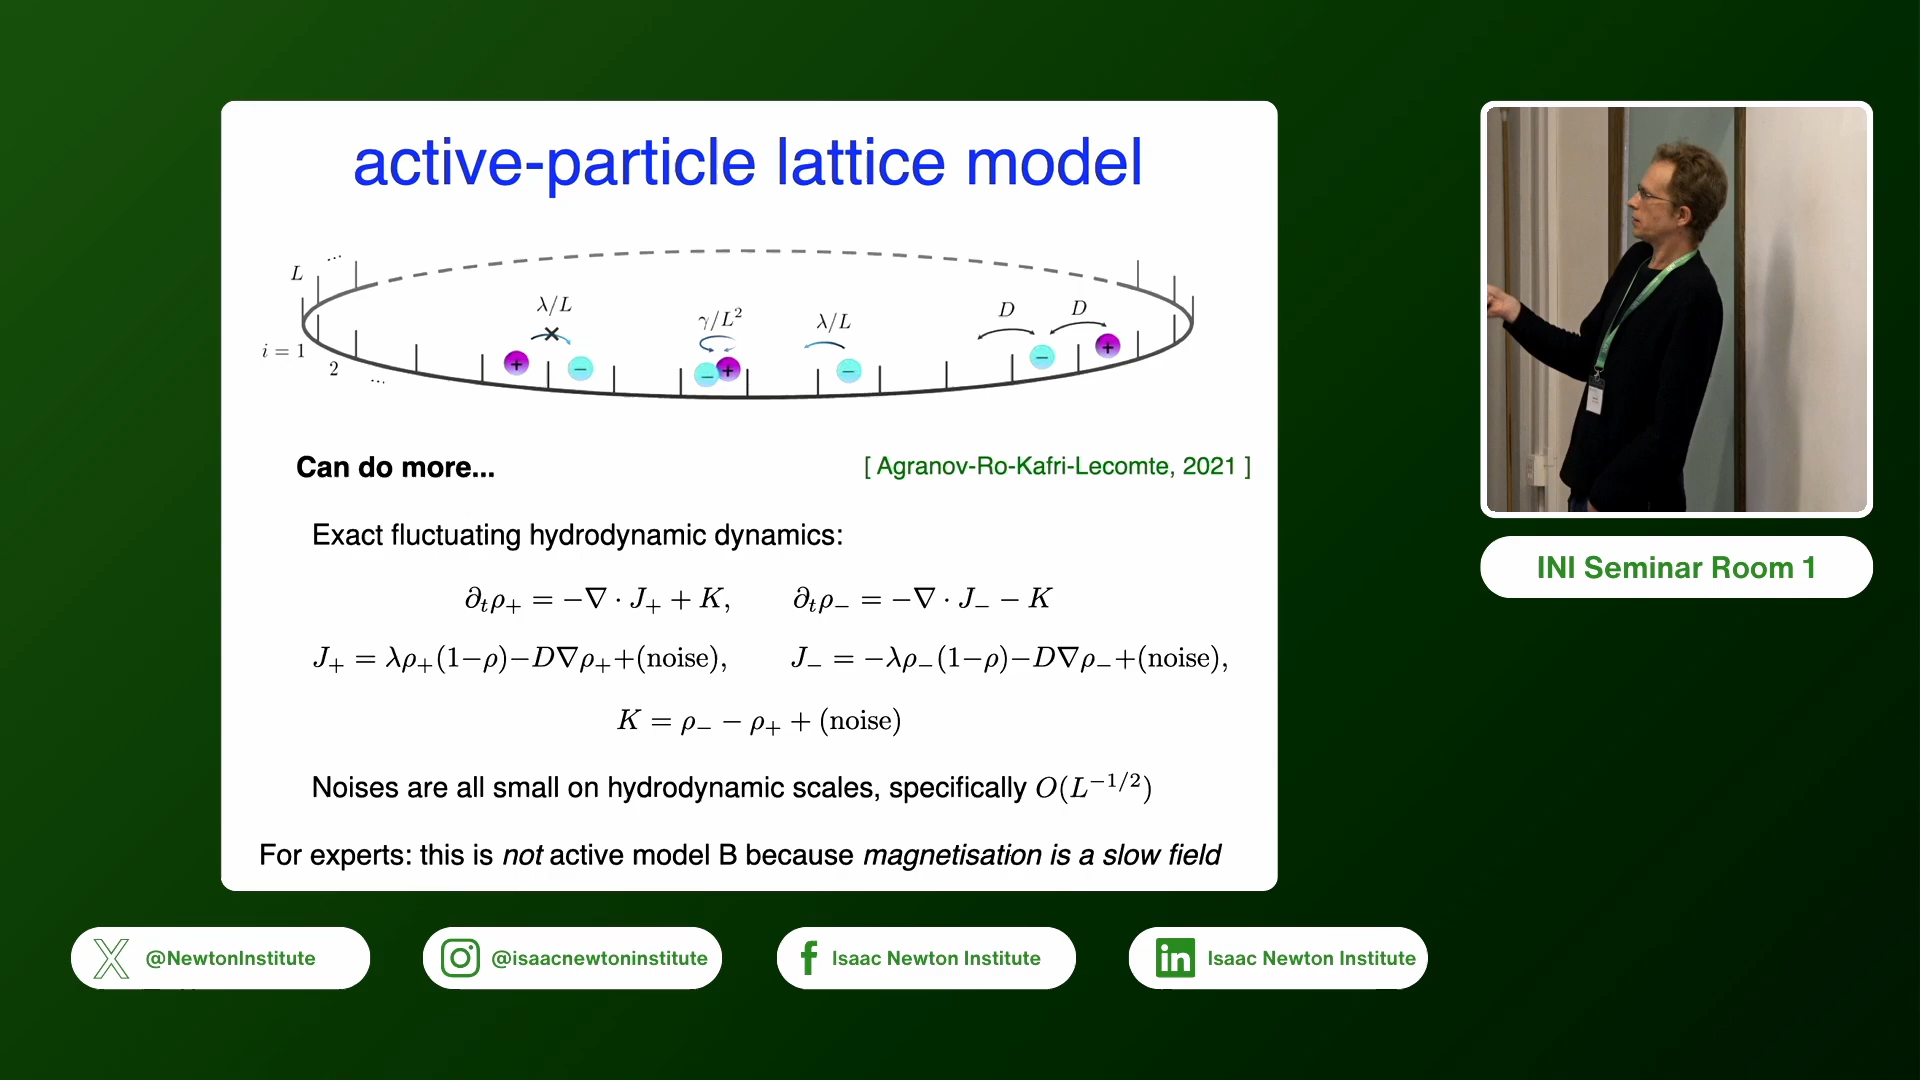 active-particle lattice model
L
...
λ/L
γ/L²
λ/L
D
D
i = 1
2
...
+
−
−
+
−
−
+
Can do more...
[ Agranov-Ro-Kafri-Lecomte, 2021 ]
Exact fluctuating hydrodynamic dynamics:
∂ₜρ₊ = −∇ · J₊ + K, ∂ₜρ₋ = −∇ · J₋ − K
J₊ = λρ₊(1−ρ)−D∇ρ₊+(noise), J₋ = −λρ₋(1−ρ)−D∇ρ₋+(noise),
K = ρ₋ − ρ₊ + (noise)
Noises are all small on hydrodynamic scales, specifically O(L^{−1/2})
For experts: this is not active model B because magnetisation is a slow field
INI Seminar Room 1
@NewtonInstitute
@isaacnewtoninstitute
Isaac Newton Institute
Isaac Newton Institute